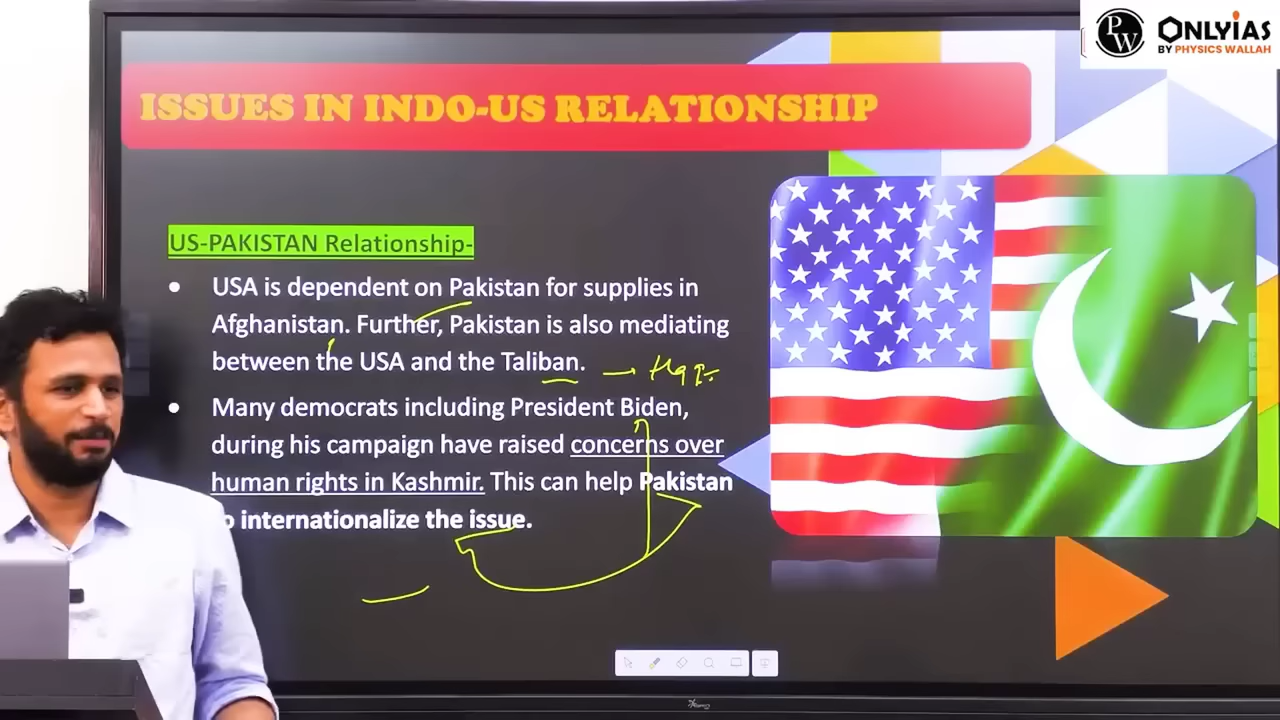 PW
ONLYIAS
BY PHYSICS WALLAH
ISSUES IN INDO-US RELATIONSHIP
US-PAKISTAN Relationship-
• USA is dependent on Pakistan for supplies in
Afghanistan. Further, Pakistan is also mediating
between the USA and the Taliban.
• Many democrats including President Biden,
during his campaign have raised concerns over
human rights in Kashmir. This can help Pakistan
o internationalize the issue.